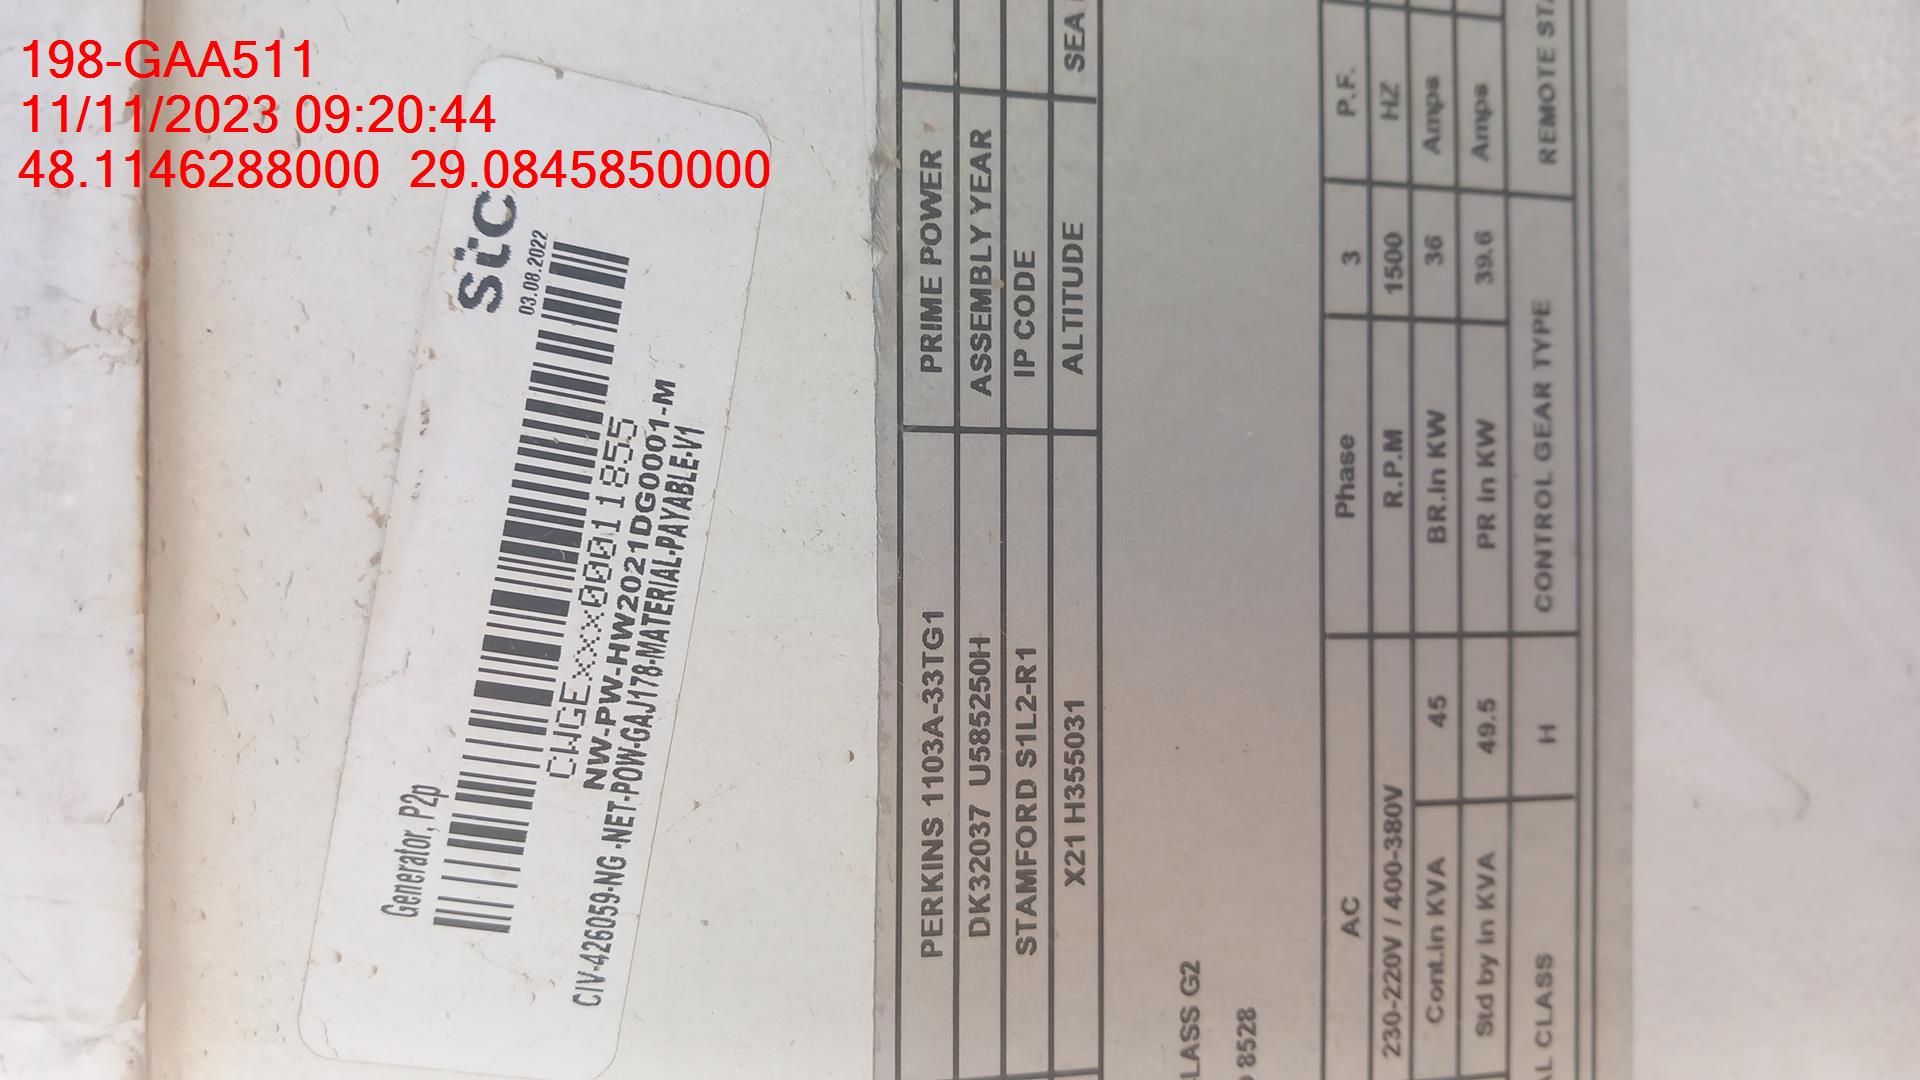 198-GAA511
11/11/2023 09:20:44
48.1146288000 29.0845850000
stc
03.08.2022
Generator, P2p
CWGExxx00011855
NW-PW-HW2021DG0001-M
CIV-426059-NG-NET-POW-GAJ178-MATERIAL-PAYABLE-V1
PERKINS 1103A-33TG1 PRIME POWER
DK32037 U585250H ASSEMBLY YEAR
STAMFORD S1L2-R1 IP CODE
X21H355031 ALTITUDE SEA
LASS G2
8528
AC Phase 3 P.F.
230-220V / 400-380V R.P.M 1500 HZ
Cont.In KVA 45 BR.In KW 36 Amps
Std by In KVA 49.5 PR In KW 39.6 Amps
CLASS H CONTROL GEAR TYPE REMOTE